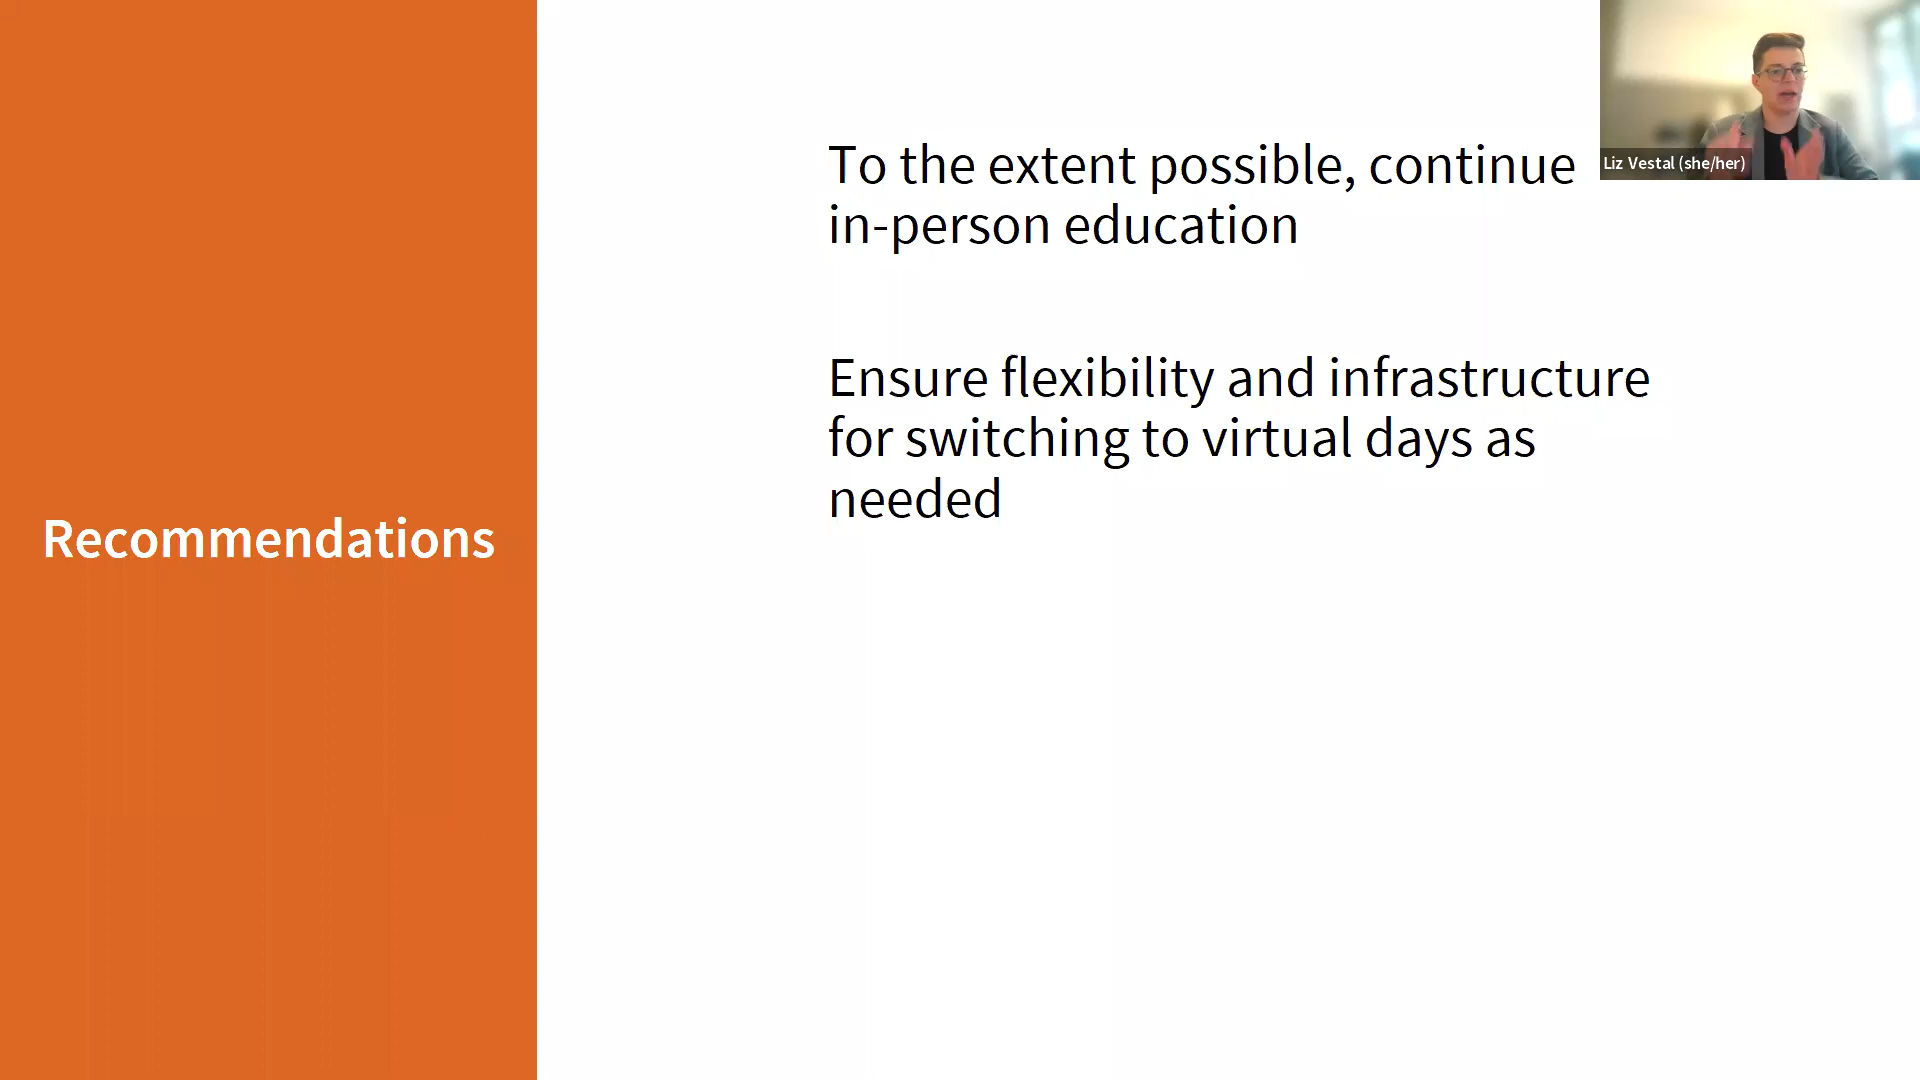 Recommendations
To the extent possible, continue
in-person education
Ensure flexibility and infrastructure
for switching to virtual days as
needed
Liz Vestal (she/her)